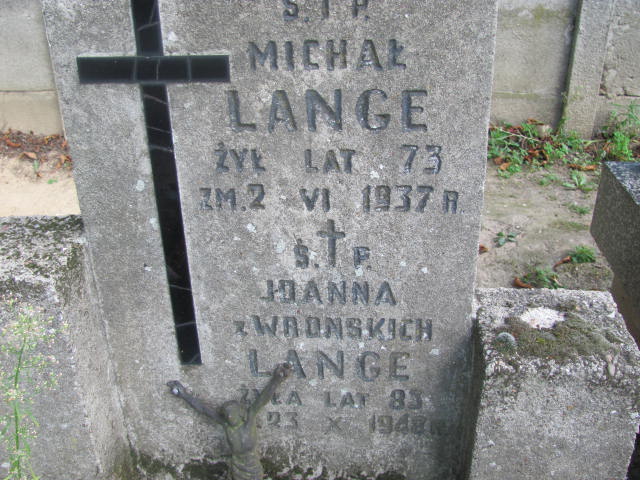 Ś.†P.
MICHAŁ
LANGE
ŻYŁ LAT 73
ZM. 2 VI 1937 R.
Ś.†P.
JOANNA
z WROŃSKICH
LANGE
ŻYŁA LAT 83
23 X 1948 R.